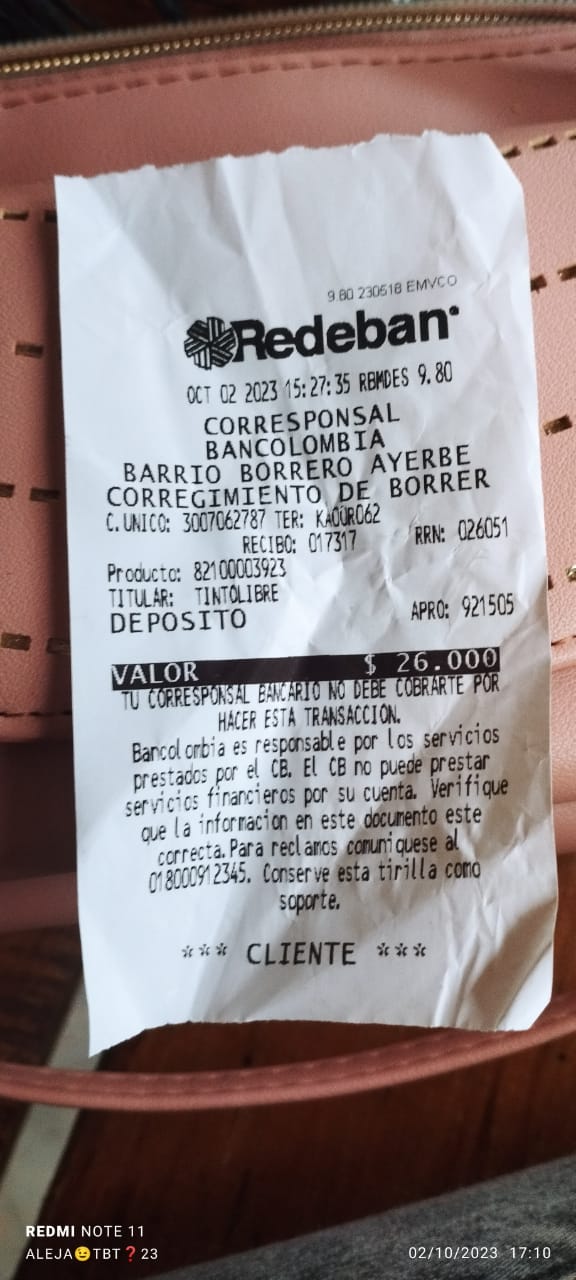 9.80 230518 EMVCO
Redeban
OCT 02 2023 15:27:35 RBMDES 9.80
CORRESPONSAL
BANCOLOMBIA
BARRIO BORRERO AYERBE
CORREGIMIENTO DE BORRER
C. UNICO: 3007062787 TER: KAOUR062
RECIBO: 017317 RRN: 026051
Producto: 82100003923
TITULAR: TINTOLIBRE
DEPOSITO APRO: 921505
VALOR $ 26.000
TU CORRESPONSAL BANCARIO NO DEBE COBRARTE POR
HACER ESTA TRANSACCION.
Bancolombia es responsable por los servicios
prestados por el CB. El CB no puede prestar
servicios financieros por su cuenta. Verifique
que la informacion en este documento este
correcta. Para reclamos comuniquese al
018000912345. Conserve esta tirilla como
soporte.
*** CLIENTE ***
REDMI NOTE 11
ALEJA😉TBT❓23
02/10/2023 17:10